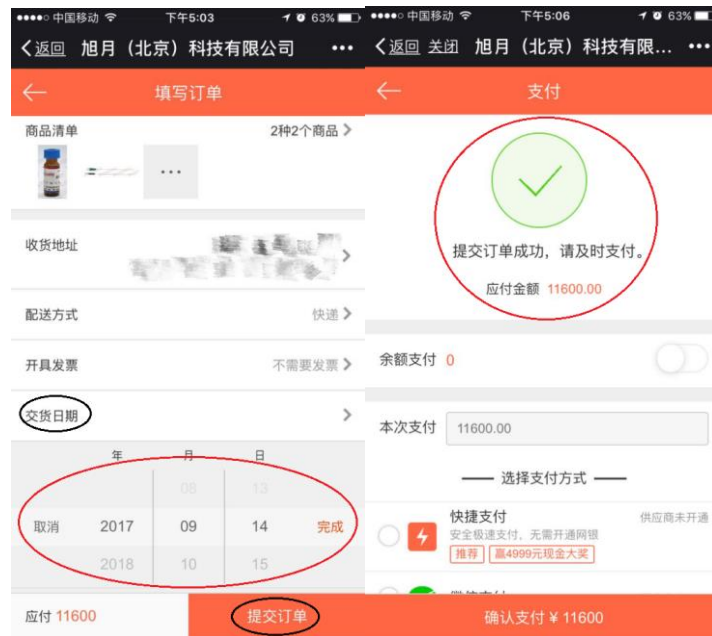 中国移动 下午5:03 63%
返回 旭月（北京）科技有限公司
填写订单
商品清单 2种2个商品
收货地址
配送方式 快递
开具发票 不需要发票
交货日期
年 月 日
08 13
取消 2017 09 14 完成
2018 10 15
应付 11600 提交订单
中国移动 下午5:06 63%
返回 关闭 旭月（北京）科技有限...
支付
提交订单成功，请及时支付。
应付金额 11600.00
余额支付 0
本次支付 11600.00
选择支付方式
快捷支付 供应商未开通
安全极速支付，无需开通网银
推荐 赢4999元现金大奖
确认支付 ¥ 11600